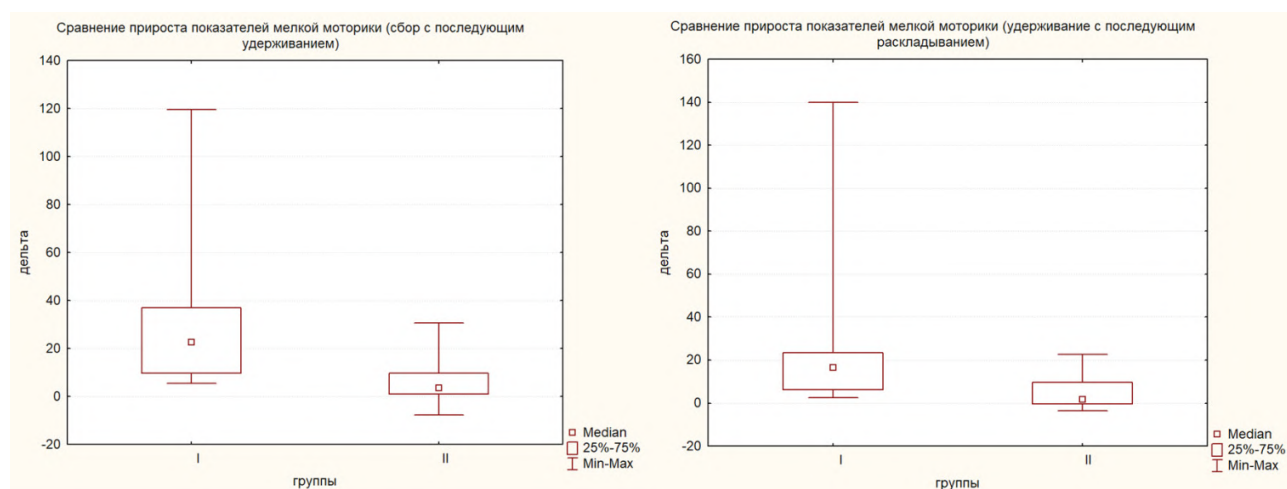 Сравнение прироста показателей мелкой моторики (сбор с последующим
удерживанием)
140
120
100
80
60
40
20
0
-20
дельта
I
II
группы
Median
25%-75%
Min-Max
Сравнение прироста показателей мелкой моторики (удерживание с последующим
раскладыванием)
160
140
120
100
80
60
40
20
0
-20
дельта
I
II
группы
Median
25%-75%
Min-Max